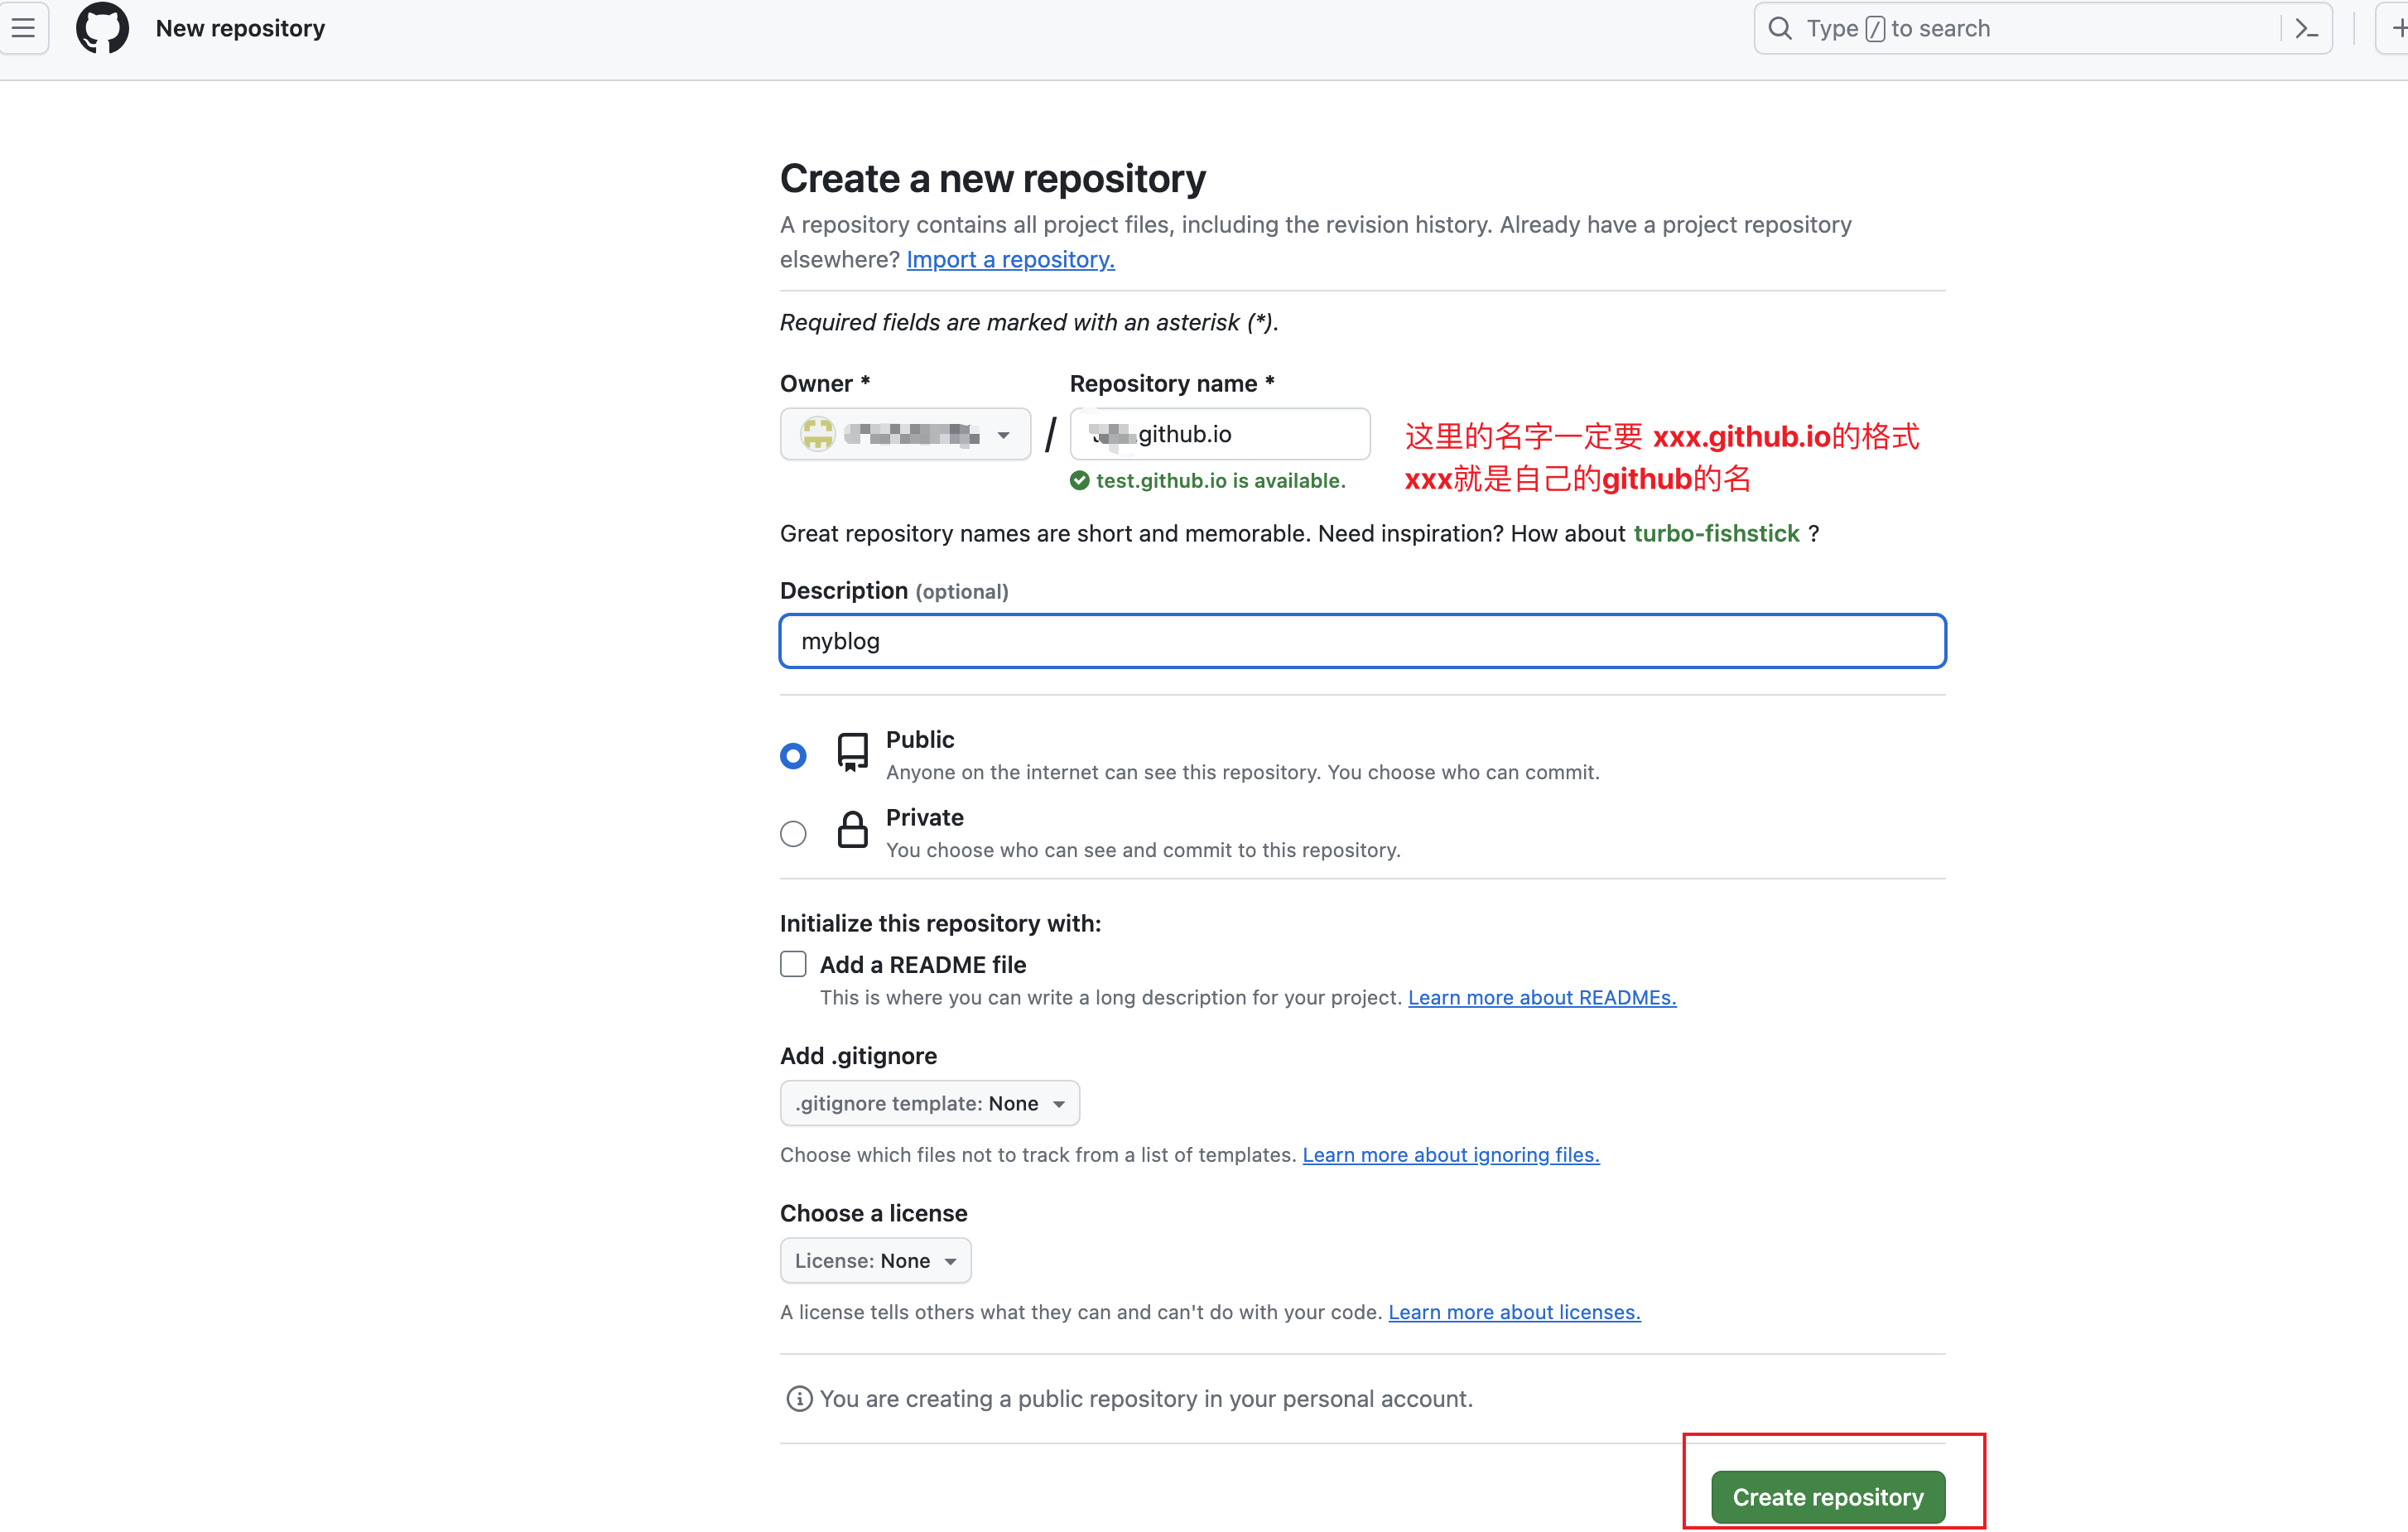 New repository
Type / to search
Create a new repository
A repository contains all project files, including the revision history. Already have a project repository
elsewhere? Import a repository.
Required fields are marked with an asterisk (*).
Owner * Repository name *
/ github.io
这里的名字一定要 xxx.github.io的格式
test.github.io is available.
xxx就是自己的github的名
Great repository names are short and memorable. Need inspiration? How about turbo-fishstick ?
Description (optional)
myblog
Public
Anyone on the internet can see this repository. You choose who can commit.
Private
You choose who can see and commit to this repository.
Initialize this repository with:
Add a README file
This is where you can write a long description for your project. Learn more about READMEs.
Add .gitignore
.gitignore template: None
Choose which files not to track from a list of templates. Learn more about ignoring files.
Choose a license
License: None
A license tells others what they can and can't do with your code. Learn more about licenses.
You are creating a public repository in your personal account.
Create repository